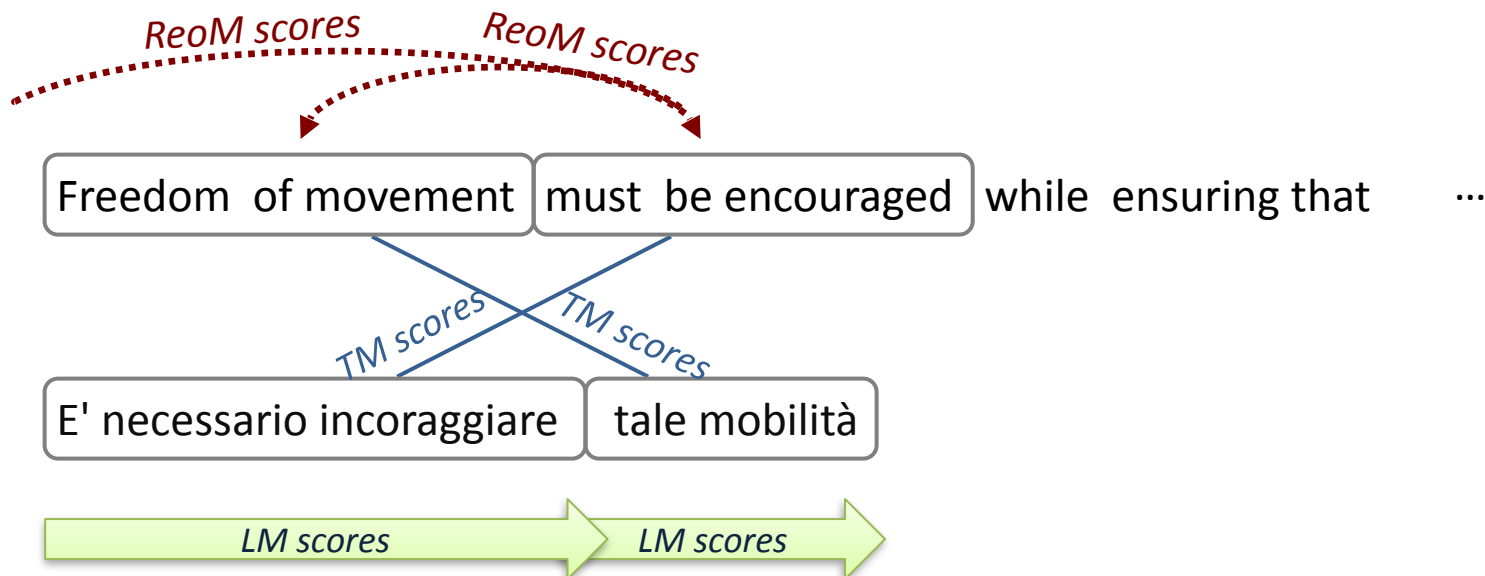 ReoM scores ReoM scores
Freedom of movement must be encouraged while ensuring that ...
TM scores TM scores
E' necessario incoraggiare tale mobilità
LM scores LM scores